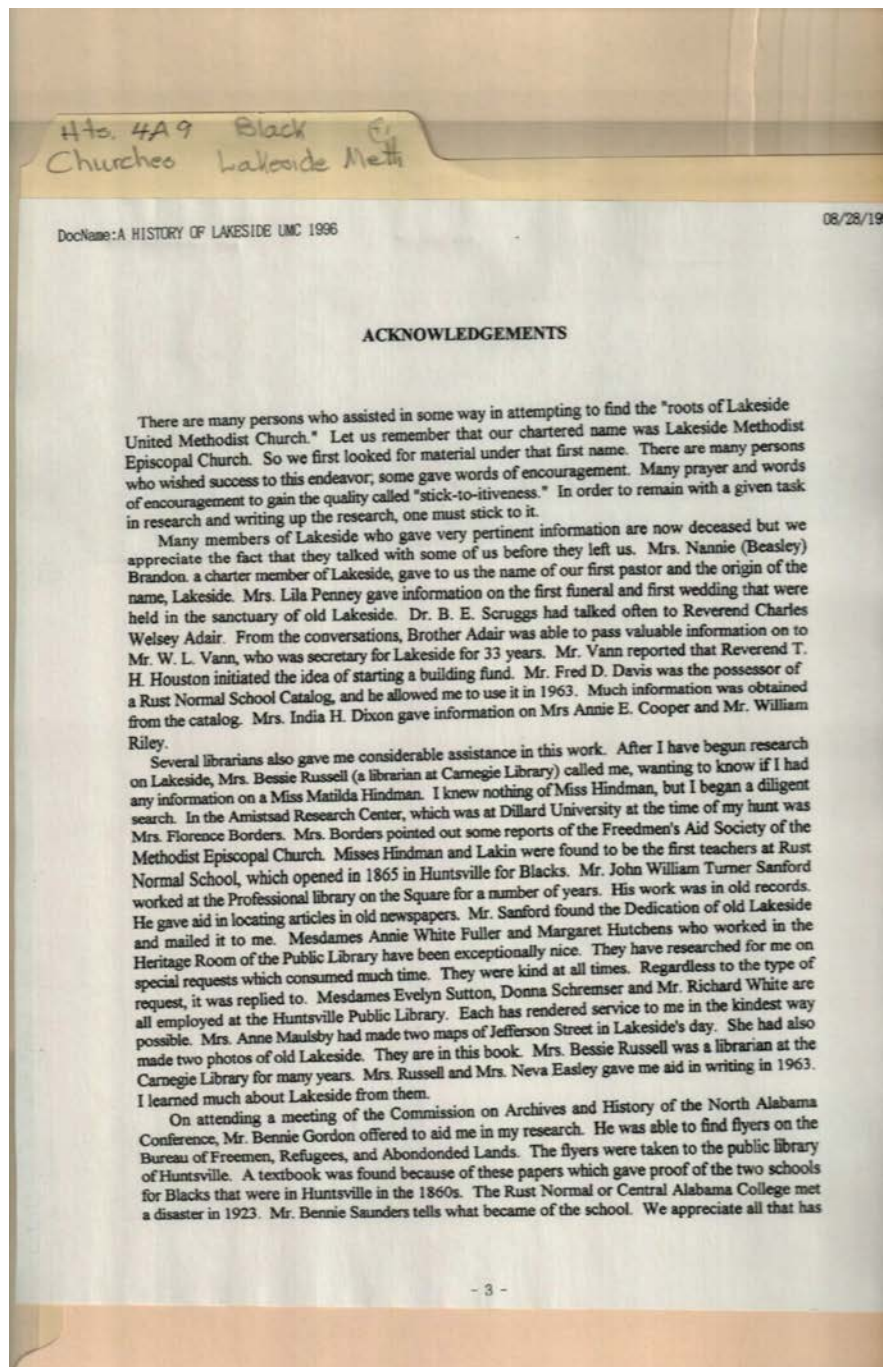 Hts. 4A9 Black
Churches Lakeside Meth
DocName:A HISTORY OF LAKESIDE UMC 1996
08/28/19
ACKNOWLEDGEMENTS
There are many persons who assisted in some way in attempting to find the "roots of Lakeside
United Methodist Church." Let us remember that our chartered name was Lakeside Methodist
Episcopal Church. So we first looked for material under that first name. There are many persons
who wished success to this endeavor; some gave words of encouragement. Many prayer and words
of encouragement to gain the quality called "stick-to-itiveness." In order to remain with a given task
in research and writing up the research, one must stick to it.
Many members of Lakeside who gave very pertinent information are now deceased but we
appreciate the fact that they talked with some of us before they left us. Mrs. Nannie (Beasley)
Brandon. a charter member of Lakeside, gave to us the name of our first pastor and the origin of the
name, Lakeside. Mrs. Lila Penney gave information on the first funeral and first wedding that were
held in the sanctuary of old Lakeside. Dr. B. E. Scruggs had talked often to Reverend Charles
Welsey Adair. From the conversations, Brother Adair was able to pass valuable information on to
Mr. W. L. Vann, who was secretary for Lakeside for 33 years. Mr. Vann reported that Reverend T.
H. Houston initiated the idea of starting a building fund. Mr. Fred D. Davis was the possessor of
a Rust Normal School Catalog, and he allowed me to use it in 1963. Much information was obtained
from the catalog. Mrs. India H. Dixon gave information on Mrs Annie E. Cooper and Mr. William
Riley.
Several librarians also gave me considerable assistance in this work. After I have begun research
on Lakeside, Mrs. Bessie Russell (a librarian at Carnegie Library) called me, wanting to know if I had
any information on a Miss Matilda Hindman. I knew nothing of Miss Hindman, but I began a diligent
search. In the Amistsad Research Center, which was at Dillard University at the time of my hunt was
Mrs. Florence Borders. Mrs. Borders pointed out some reports of the Freedmen's Aid Society of the
Methodist Episcopal Church. Misses Hindman and Lakin were found to be the first teachers at Rust
Normal School, which opened in 1865 in Huntsville for Blacks. Mr. John William Turner Sanford
worked at the Professional library on the Square for a number of years. His work was in old records.
He gave aid in locating articles in old newspapers. Mr. Sanford found the Dedication of old Lakeside
and mailed it to me. Mesdames Annie White Fuller and Margaret Hutchens who worked in the
Heritage Room of the Public Library have been exceptionally nice. They have researched for me on
special requests which consumed much time. They were kind at all times. Regardless to the type of
request, it was replied to. Mesdames Evelyn Sutton, Donna Schremser and Mr. Richard White are
all employed at the Huntsville Public Library. Each has rendered service to me in the kindest way
possible. Mrs. Anne Maulsby had made two maps of Jefferson Street in Lakeside's day. She had also
made two photos of old Lakeside. They are in this book. Mrs. Bessie Russell was a librarian at the
Carnegie Library for many years. Mrs. Russell and Mrs. Neva Easley gave me aid in writing in 1963.
I learned much about Lakeside from them.
On attending a meeting of the Commission on Archives and History of the North Alabama
Conference, Mr. Bennie Gordon offered to aid me in my research. He was able to find flyers on the
Bureau of Freemen, Refugees, and Abondonded Lands. The flyers were taken to the public library
of Huntsville. A textbook was found because of these papers which gave proof of the two schools
for Blacks that were in Huntsville in the 1860s. The Rust Normal or Central Alabama College met
a disaster in 1923. Mr. Bennie Saunders tells what became of the school. We appreciate all that has
- 3 -